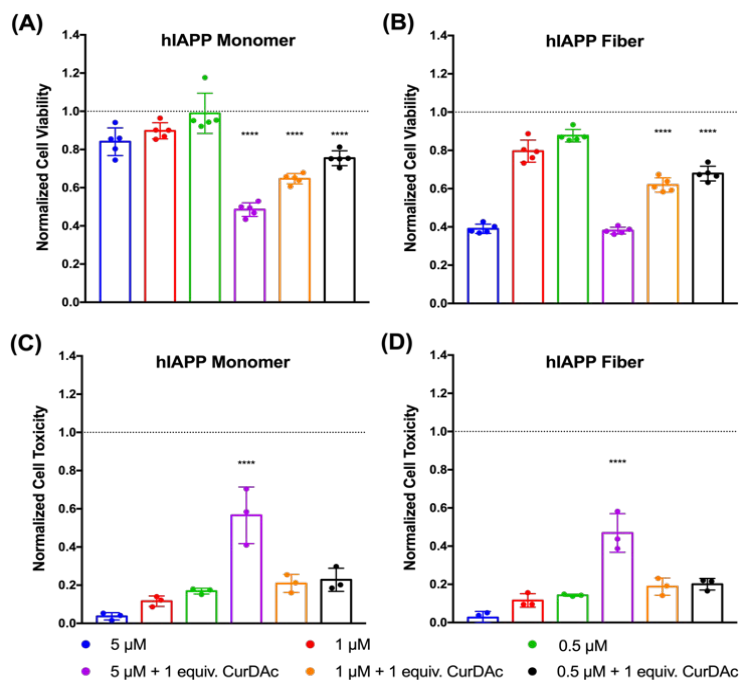 (A)
hIAPP Monomer
Normalized Cell Viability
1.4
1.2
1.0
0.8
0.6
0.4
0.2
0.0
**** **** ****
(B)
hIAPP Fiber
Normalized Cell Viability
1.4
1.2
1.0
0.8
0.6
0.4
0.2
0.0
**** ****
(C)
hIAPP Monomer
Normalized Cell Toxicity
1.4
1.2
1.0
0.8
0.6
0.4
0.2
0.0
****
(D)
hIAPP Fiber
Normalized Cell Toxicity
1.4
1.2
1.0
0.8
0.6
0.4
0.2
0.0
****
5 µM 1 µM 0.5 µM
5 µM + 1 equiv. CurDAc 1 µM + 1 equiv. CurDAc 0.5 µM + 1 equiv. CurDAc